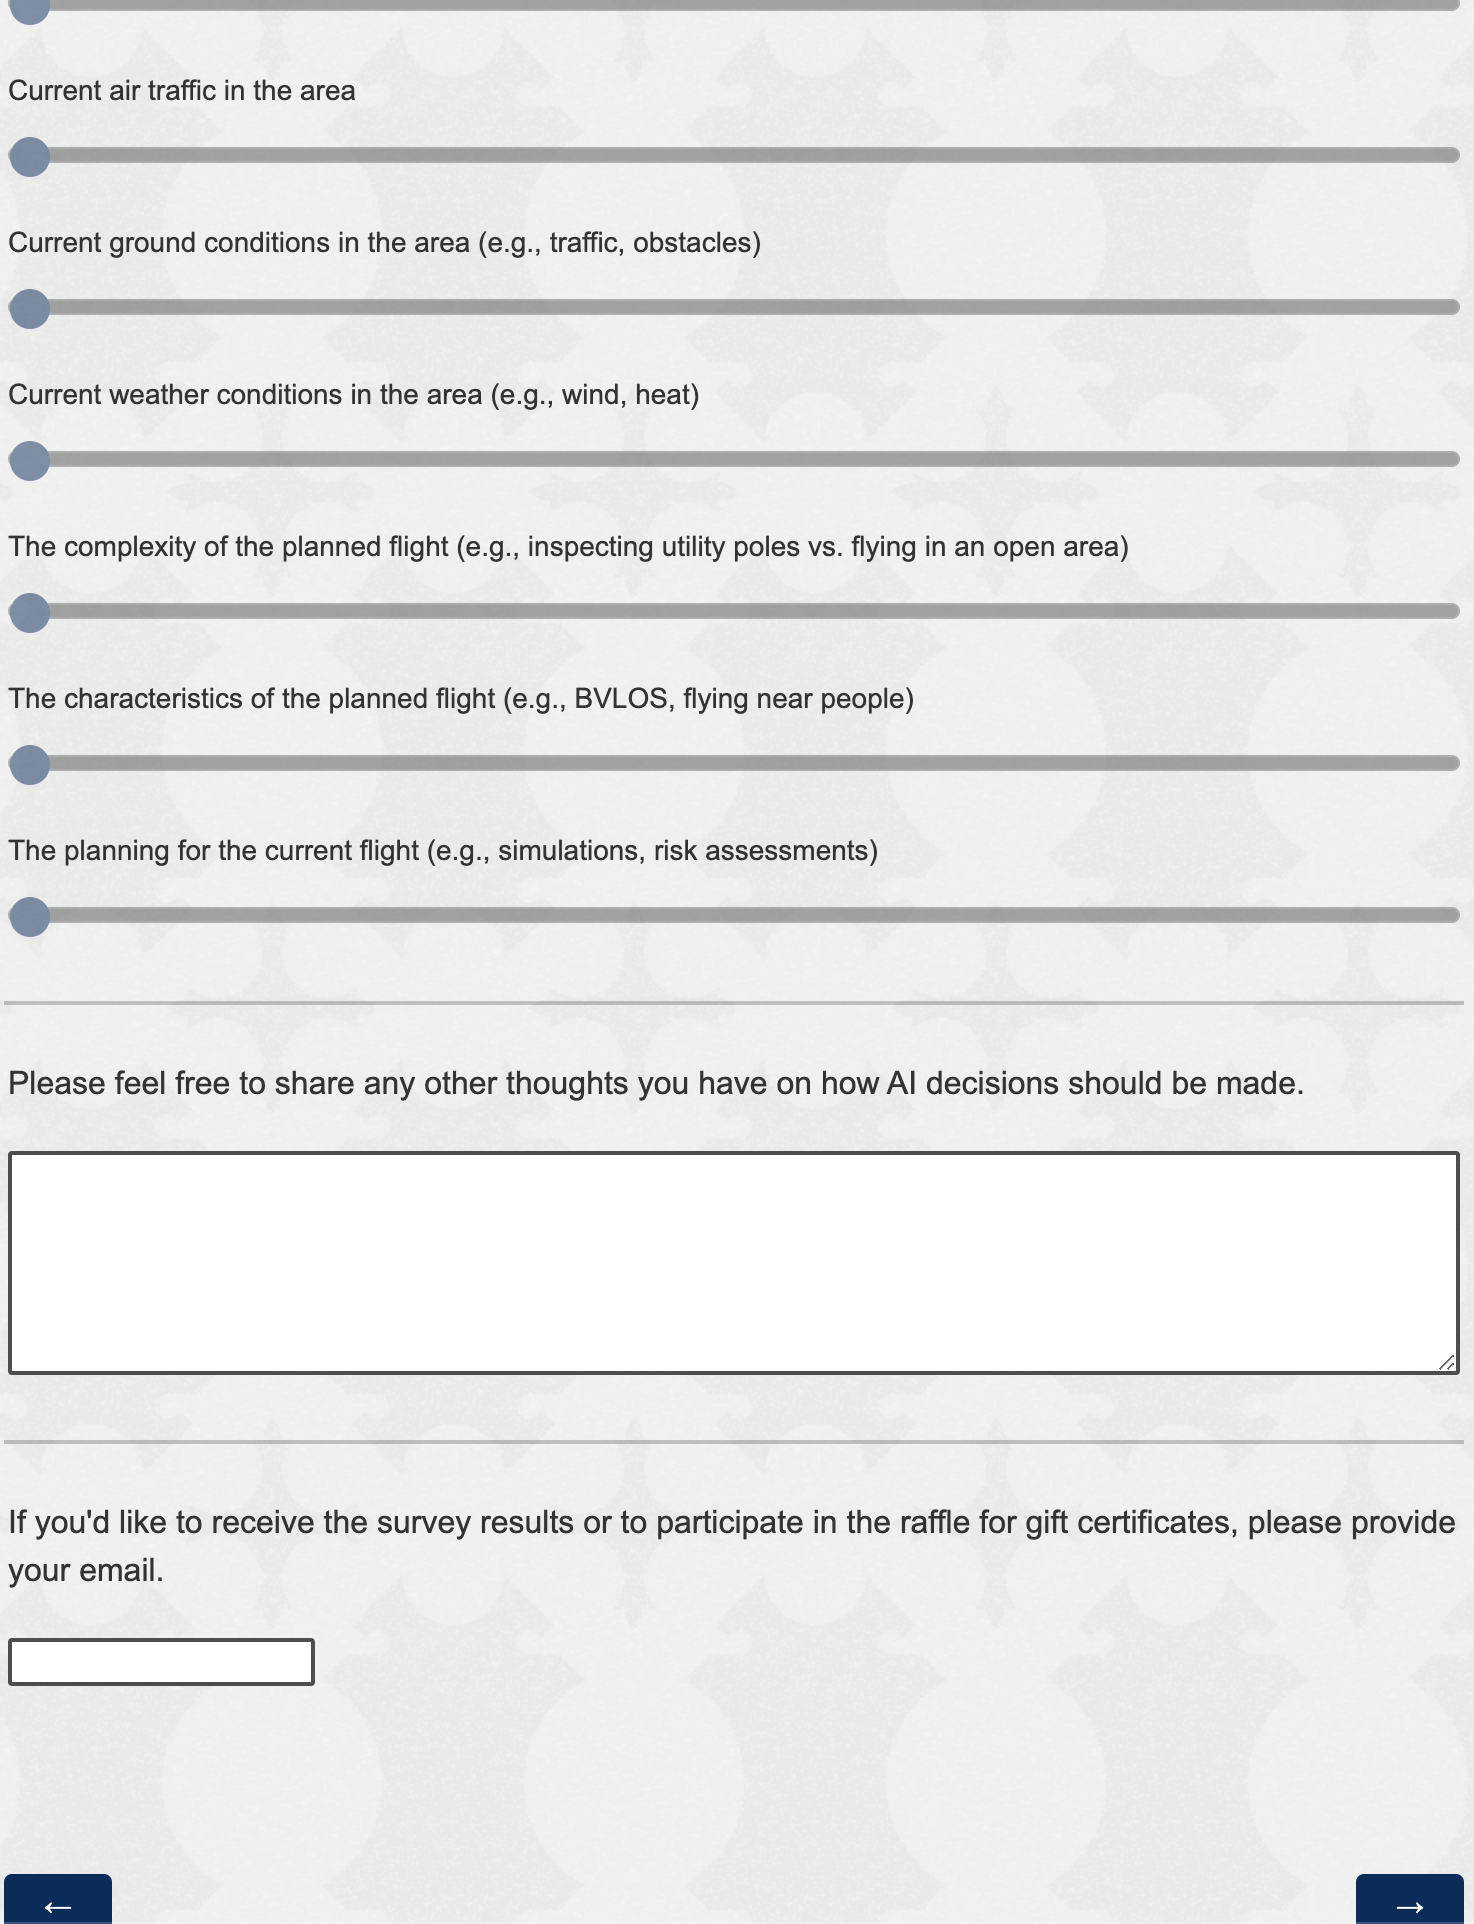 Current air traffic in the area
Current ground conditions in the area (e.g., traffic, obstacles)
Current weather conditions in the area (e.g., wind, heat)
The complexity of the planned flight (e.g., inspecting utility poles vs. flying in an open area)
The characteristics of the planned flight (e.g., BVLOS, flying near people)
The planning for the current flight (e.g., simulations, risk assessments)
Please feel free to share any other thoughts you have on how AI decisions should be made.
If you'd like to receive the survey results or to participate in the raffle for gift certificates, please provide
your email.
← →